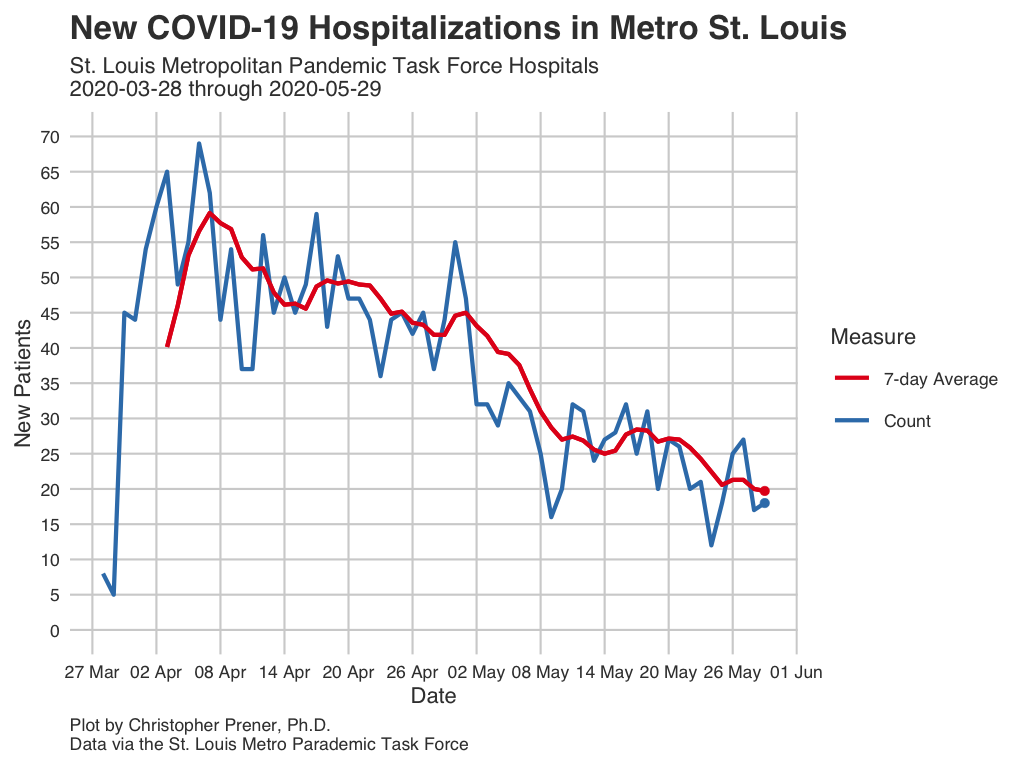 New COVID-19 Hospitalizations in Metro St. Louis
St. Louis Metropolitan Pandemic Task Force Hospitals
2020-03-28 through 2020-05-29
70
65
60
55
50
45
40
35
30
25
20
15
10
5
0
New Patients
27 Mar 02 Apr 08 Apr 14 Apr 20 Apr 26 Apr 02 May 08 May 14 May 20 May 26 May 01 Jun
Date
Measure
7-day Average
Count
Plot by Christopher Prener, Ph.D.
Data via the St. Louis Metro Parademic Task Force